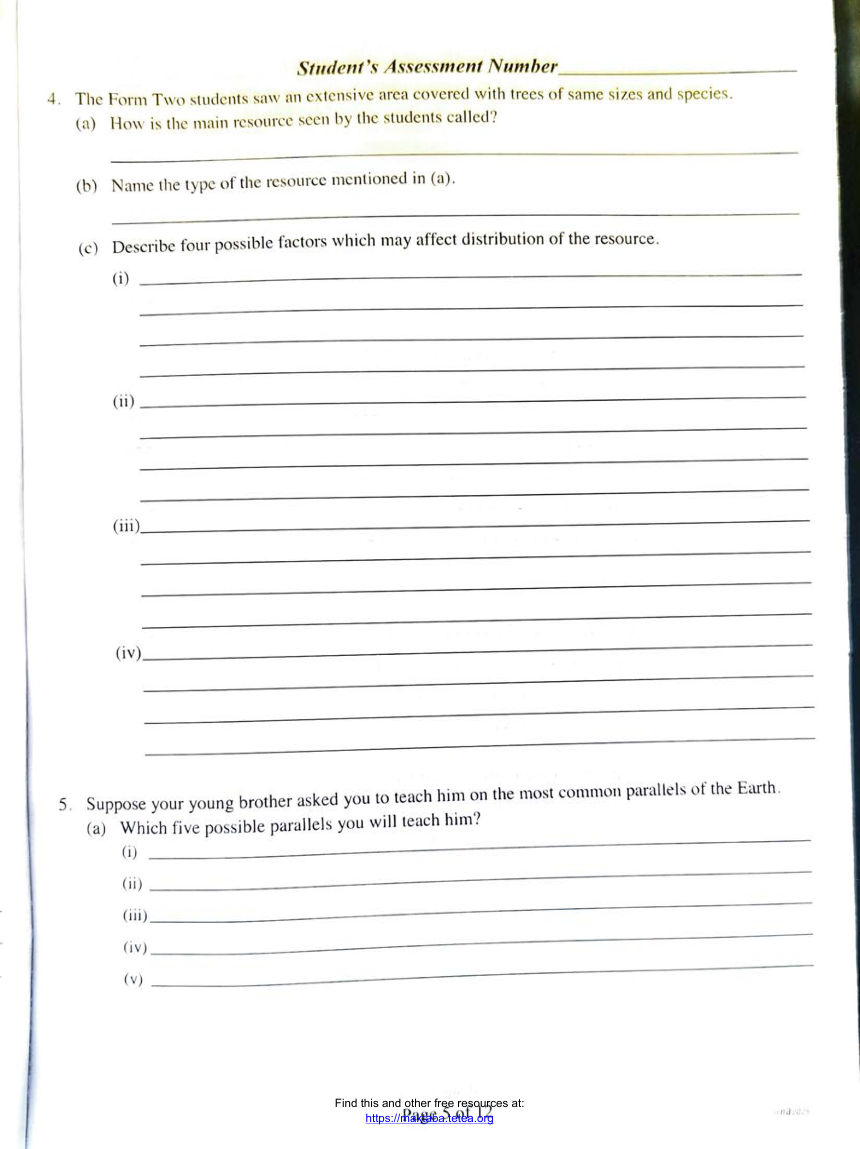 Student's Assessment Number
4. The Form Two students saw an extensive area covered with trees of same sizes and species.
(a) How is the main resource seen by the students called?
(b) Name the type of the resource mentioned in (a).
(c) Describe four possible factors which may affect distribution of the resource.
(i)
(ii)
(iii)
(iv)
5. Suppose your young brother asked you to teach him on the most common parallels of the Earth.
(a) Which five possible parallels you will teach him?
(i)
(ii)
(iii)
(iv)
(v)
Find this and other free resources at:
https://maktaba.tetea.org
Page 5 of 12